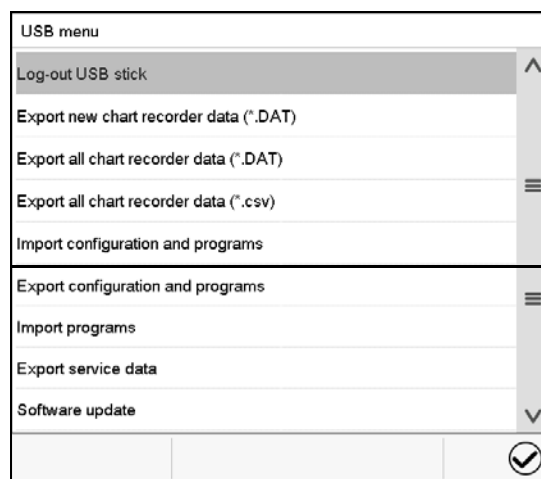 USB menu
Log-out USB stick
Export new chart recorder data (*.DAT)
Export all chart recorder data (*.DAT)
Export all chart recorder data (*.csv)
Import configuration and programs
Export configuration and programs
Import programs
Export service data
Software update